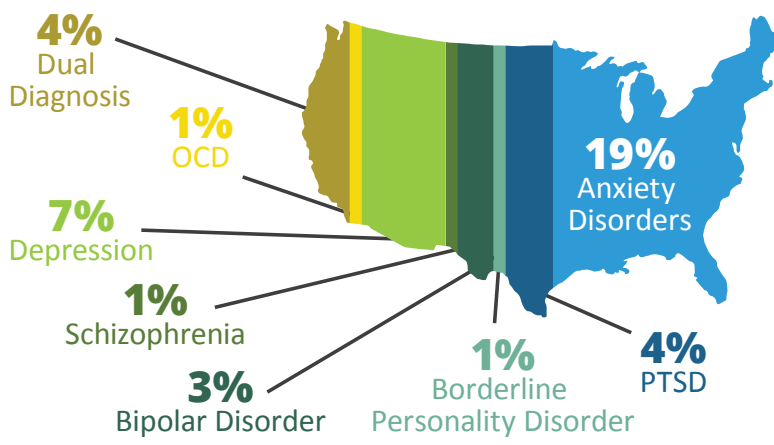 4%
Dual
Diagnosis
1%
OCD
7%
Depression
1%
Schizophrenia
3%
Bipolar Disorder
1%
Borderline
Personality Disorder
4%
PTSD
19%
Anxiety
Disorders